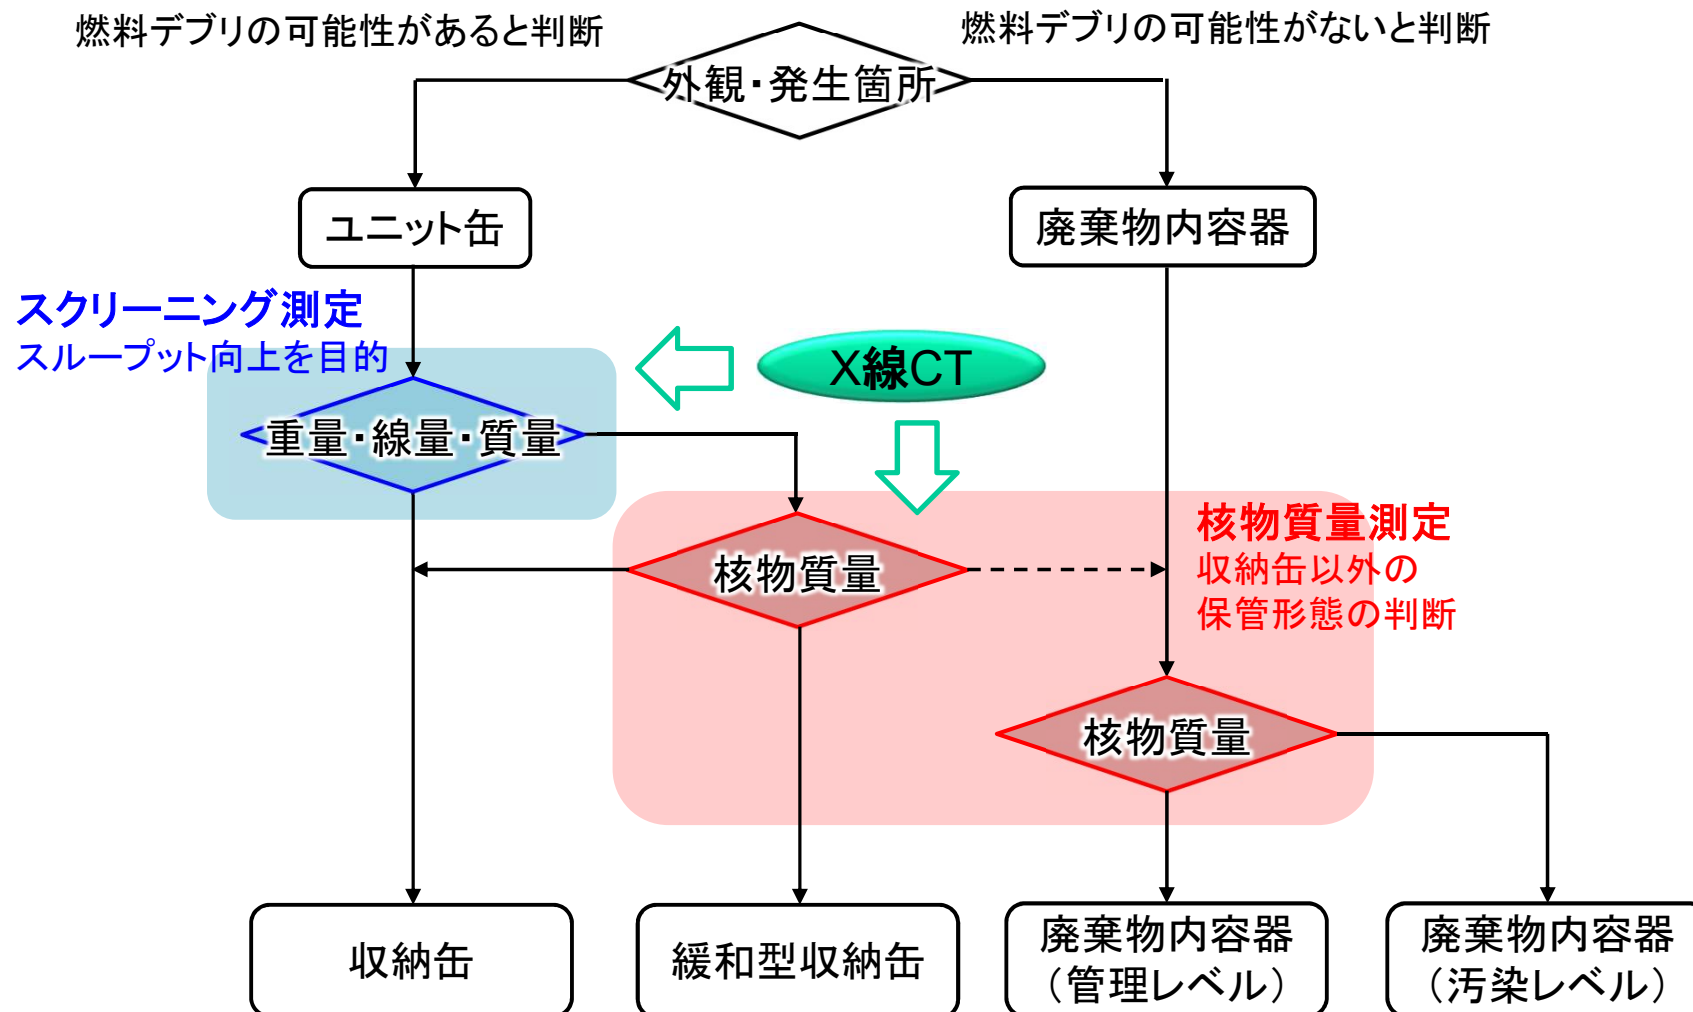 燃料デブリの可能性があると判断
燃料デブリの可能性がないと判断
外観・発生箇所
ユニット缶
廃棄物内容器
スクリーニング測定
スループット向上を目的
X線CT
重量・線量・質量
核物質量測定
収納缶以外の
保管形態の判断
核物質量
核物質量
収納缶
緩和型収納缶
廃棄物内容器
（管理レベル）
廃棄物内容器
（汚染レベル）